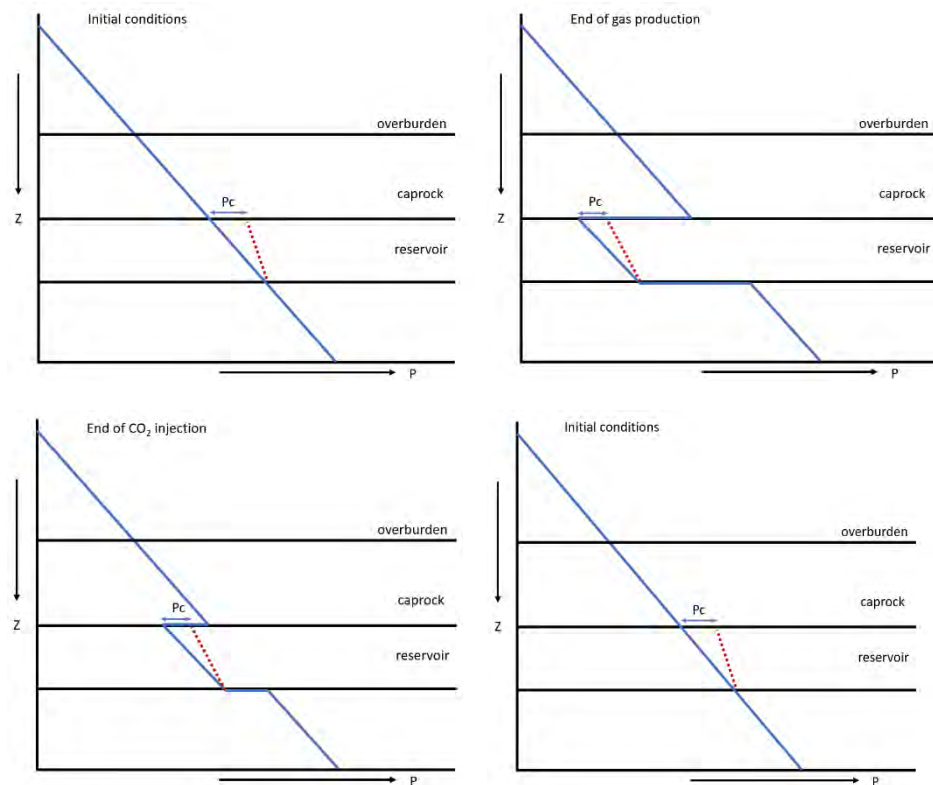 Initial conditions
overburden
Pc
caprock
Z
reservoir
P
End of gas production
overburden
Pc
caprock
Z
reservoir
P
End of CO₂ injection
overburden
Pc
caprock
Z
reservoir
P
Initial conditions
overburden
Pc
caprock
Z
reservoir
P